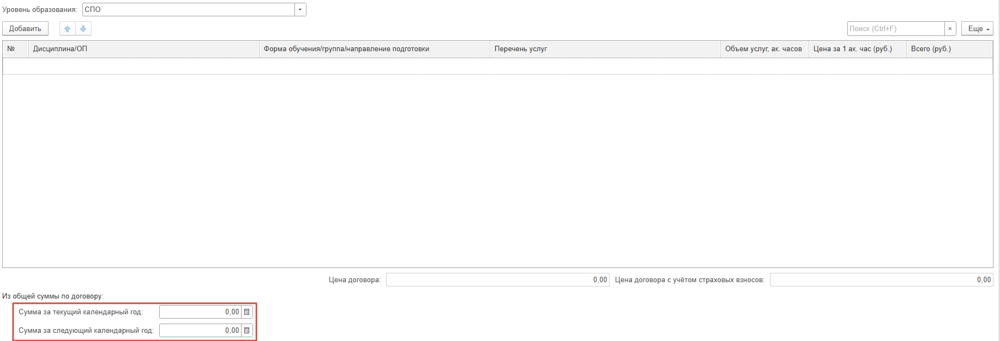 Уровень образования: СПО
Добавить Поиск (Ctrl+F) × Еще
№ Дисциплина/ОП Форма обучения/группа/направление подготовки Перечень услуг Объем услуг, ак. часов Цена за 1 ак. час (руб.) Всего (руб.)
Цена договора: 0,00 Цена договора с учётом страховых взносов: 0,00
Из общей суммы по договору:
Сумма за текущий календарный год: 0,00
Сумма за следующий календарный год: 0,00